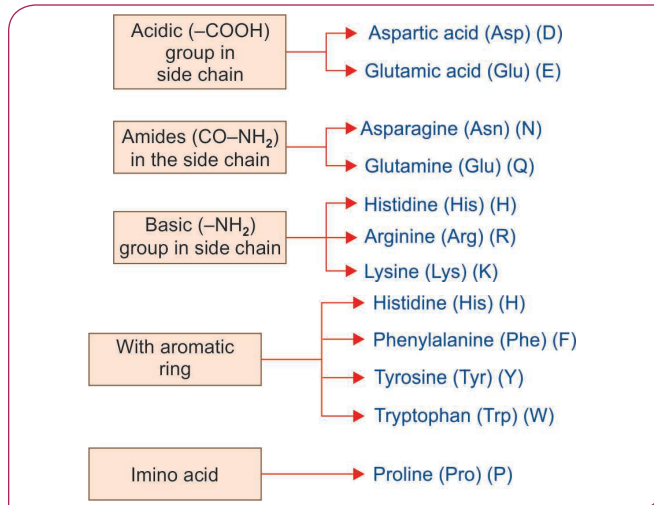 Acidic (–COOH)
group in
side chain
Aspartic acid (Asp) (D)
Glutamic acid (Glu) (E)
Amides (CO–NH₂)
in the side chain
Asparagine (Asn) (N)
Glutamine (Glu) (Q)
Basic (–NH₂)
group in side chain
Histidine (His) (H)
Arginine (Arg) (R)
Lysine (Lys) (K)
With aromatic
ring
Histidine (His) (H)
Phenylalanine (Phe) (F)
Tyrosine (Tyr) (Y)
Tryptophan (Trp) (W)
Imino acid
Proline (Pro) (P)